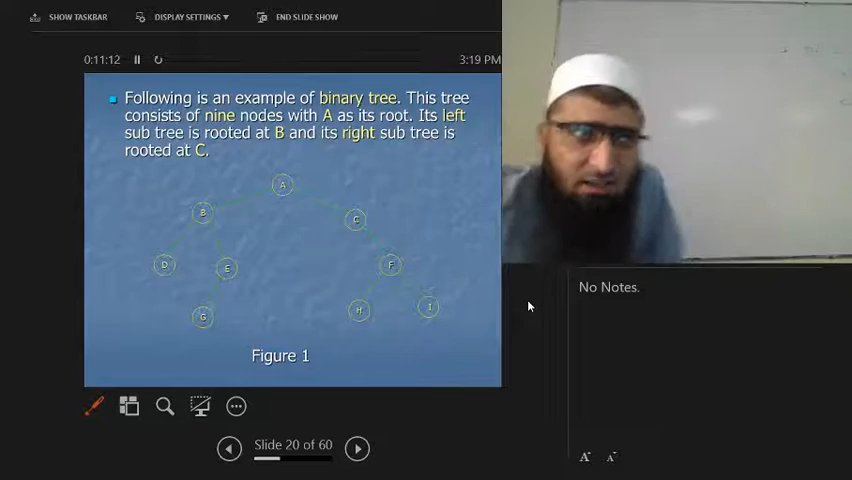 SHOW TASKBAR
DISPLAY SETTINGS
END SLIDE SHOW
0:11:12
3:19 PM
Following is an example of binary tree. This tree
consists of nine nodes with A as its root. Its left
sub tree is rooted at B and its right sub tree is
rooted at C.
A
B
C
D
E
F
G
H
I
Figure 1
No Notes.
Slide 20 of 60
A A